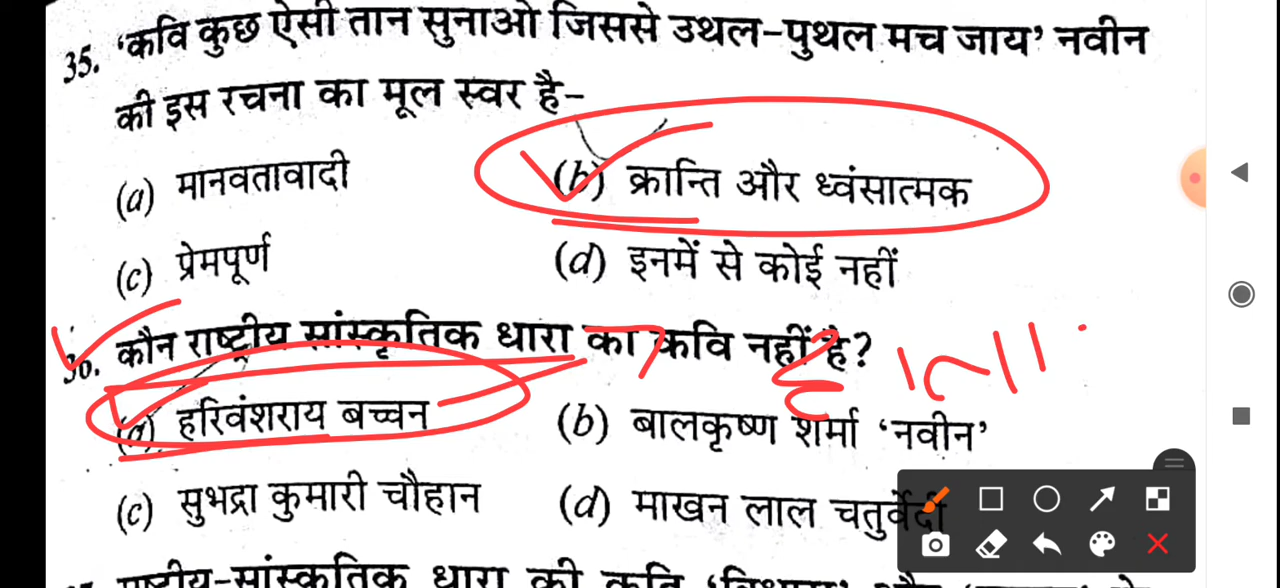 35. 'कवि कुछ ऐसी तान सुनाओ जिससे उथल-पुथल मच जाय' नवीन
की इस रचना का मूल स्वर है-
(a) मानवतावादी (b) क्रान्ति और ध्वंसात्मक
(c) प्रेमपूर्ण (d) इनमें से कोई नहीं
36. कौन राष्ट्रीय सांस्कृतिक धारा का कवि नहीं है?
(a) हरिवंशराय बच्चन (b) बालकृष्ण शर्मा 'नवीन'
(c) सुभद्रा कुमारी चौहान (d) माखन लाल चतुर्वेदी
राष्ट्रीय-सांस्कृतिक धारा की